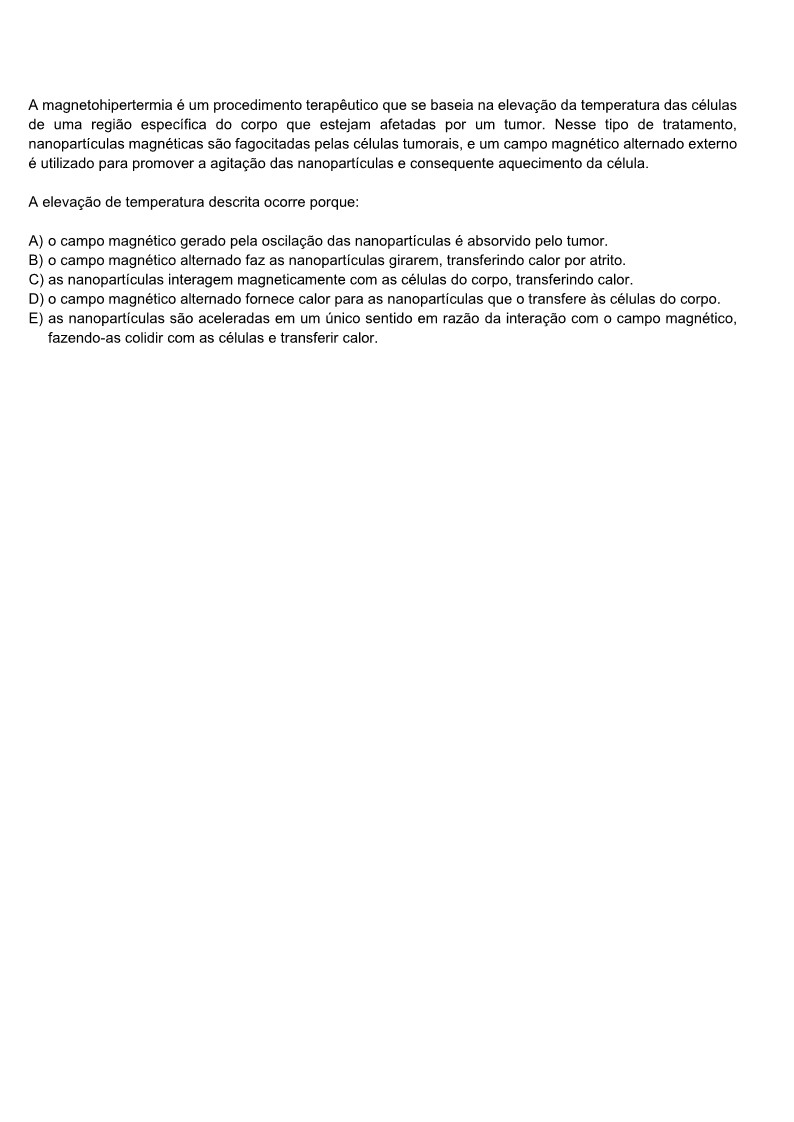 A magnetohipertermia é um procedimento terapêutico que se baseia na elevação da temperatura das células
de uma região específica do corpo que estejam afetadas por um tumor. Nesse tipo de tratamento,
nanopartículas magnéticas são fagocitadas pelas células tumorais, e um campo magnético alternado externo
é utilizado para promover a agitação das nanopartículas e consequente aquecimento da célula.
A elevação de temperatura descrita ocorre porque:
A) o campo magnético gerado pela oscilação das nanopartículas é absorvido pelo tumor.
B) o campo magnético alternado faz as nanopartículas girarem, transferindo calor por atrito.
C) as nanopartículas interagem magneticamente com as células do corpo, transferindo calor.
D) o campo magnético alternado fornece calor para as nanopartículas que o transfere às células do corpo.
E) as nanopartículas são aceleradas em um único sentido em razão da interação com o campo magnético,
fazendo-as colidir com as células e transferir calor.